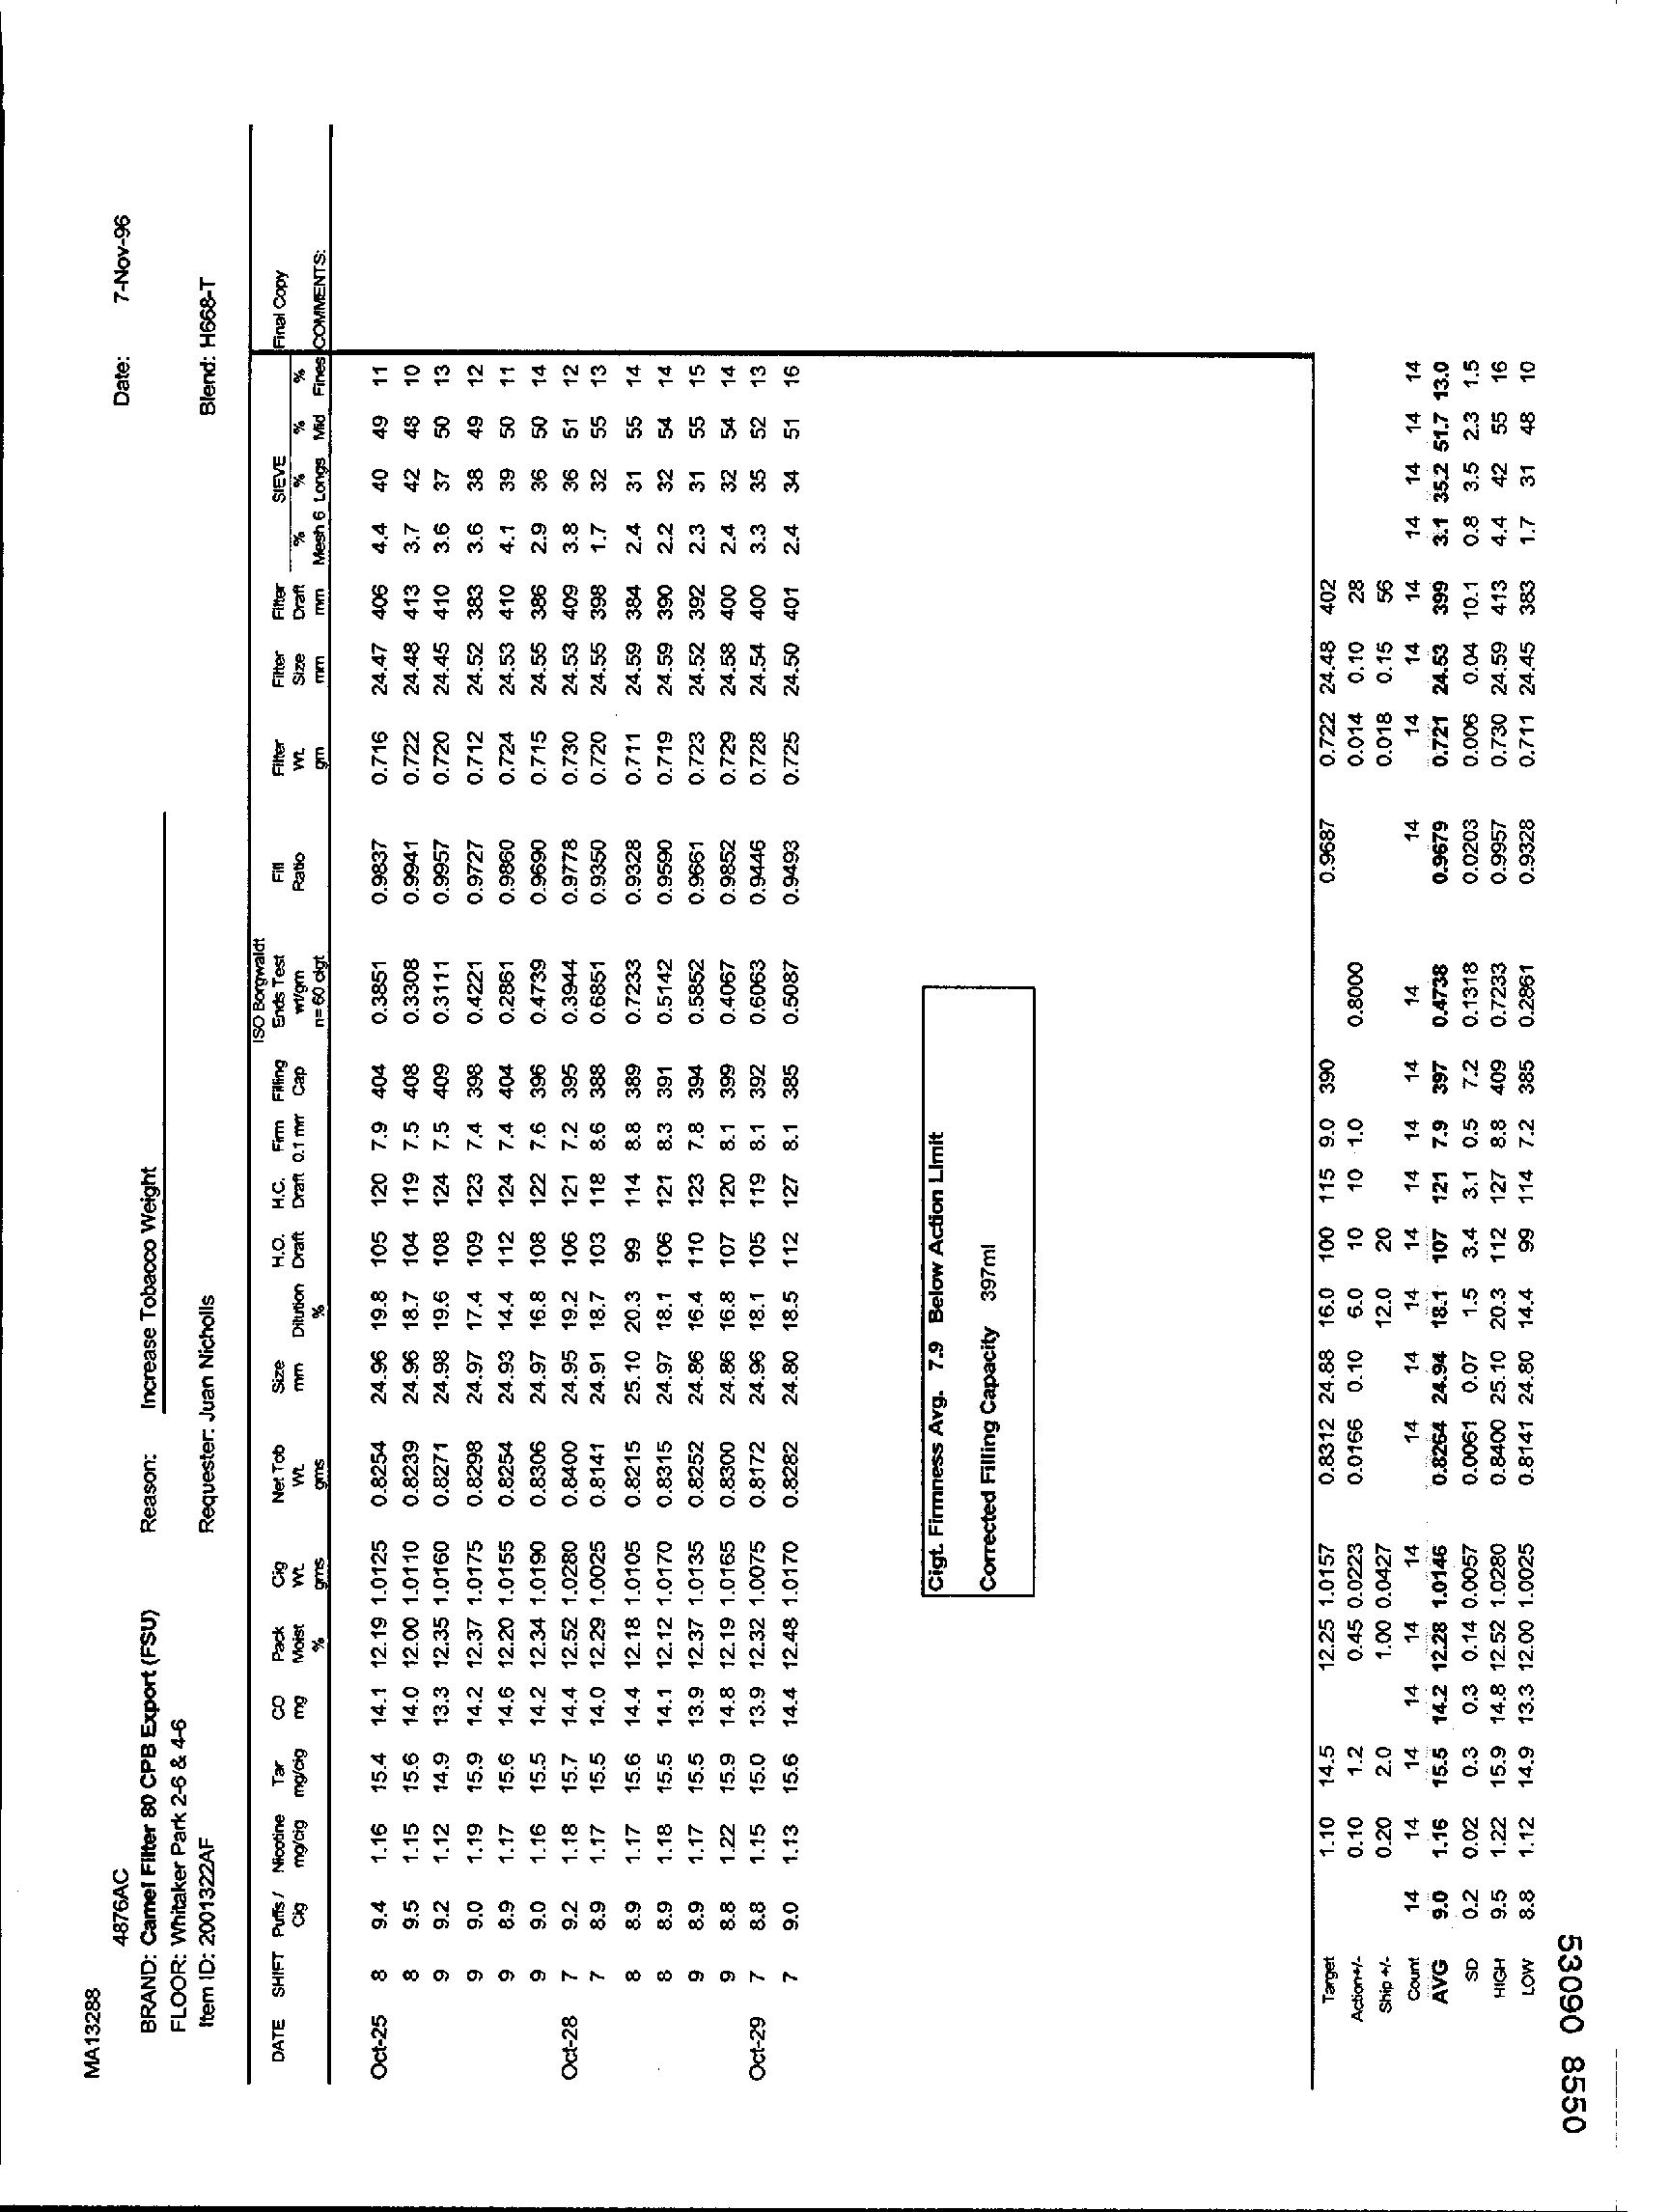 MA13288
4876AC Date: 7-Nov-96
BRAND: Camel Filter 80 CPB Export (FSU) Reason: Increase Tobacco Weight
FLOOR: Whitaker Park 2-6 & 4-6
Item ID: 2001322AF Requester: Juan Nicholls Blend: H668-T
ISO Borgwaldt
DATE SHIFT Puffs / Nicotine Tar CO Pack Cig Net Tob Size Dilution H.O. H.C. Firm Filling Ends Test Fill Filter Filter Filter SIEVE Final Copy
Cig mg/cig mg/cig mg Moist Wt. Wt. mm % Draft Draft 0.1 mm Cap wt/gm Ratio Wt. Size Draft % % % %
% gms gms n=60 cigt gm mm mm Mesh 6 Longs Mid Fines COMMENTS:
Oct-25 8 9.4 1.16 15.4 14.1 12.19 1.0125 0.8254 24.96 19.8 105 120 7.9 404 0.3851 0.9837 0.716 24.47 406 4.4 40 49 11
8 9.5 1.15 15.6 14.0 12.00 1.0110 0.8239 24.96 18.7 104 119 7.5 408 0.3308 0.9941 0.722 24.48 413 3.7 42 48 10
9 9.2 1.12 14.9 13.3 12.35 1.0160 0.8271 24.98 19.6 108 124 7.5 409 0.3111 0.9957 0.720 24.45 410 3.6 37 50 13
9 9.0 1.19 15.9 14.2 12.37 1.0175 0.8298 24.97 17.4 109 123 7.4 398 0.4221 0.9727 0.712 24.52 383 3.6 38 49 12
9 8.9 1.17 15.6 14.6 12.20 1.0155 0.8254 24.93 14.4 112 124 7.4 404 0.2861 0.9860 0.724 24.53 410 4.1 39 50 11
9 9.0 1.16 15.5 14.2 12.34 1.0190 0.8306 24.97 16.8 108 122 7.6 396 0.4739 0.9690 0.715 24.55 386 2.9 36 50 14
Oct-28 7 9.2 1.18 15.7 14.4 12.52 1.0280 0.8400 24.95 19.2 106 121 7.2 395 0.3944 0.9778 0.730 24.53 409 3.8 36 51 12
7 8.9 1.17 15.5 14.0 12.29 1.0025 0.8141 24.91 18.7 103 118 8.6 388 0.6851 0.9350 0.720 24.55 398 1.7 32 55 13
8 8.9 1.17 15.6 14.4 12.18 1.0105 0.8215 25.10 20.3 99 114 8.8 389 0.7233 0.9328 0.711 24.59 384 2.4 31 55 14
8 8.9 1.18 15.5 14.1 12.12 1.0170 0.8315 24.97 18.1 106 121 8.3 391 0.5142 0.9590 0.719 24.59 390 2.2 32 54 14
9 8.9 1.17 15.5 13.9 12.37 1.0135 0.8252 24.86 16.4 110 123 7.8 394 0.5852 0.9661 0.723 24.52 392 2.3 31 55 15
9 8.8 1.22 15.9 14.8 12.19 1.0165 0.8300 24.86 16.8 107 120 8.1 399 0.4067 0.9852 0.729 24.58 400 2.4 32 54 14
Oct-29 7 8.8 1.15 15.0 13.9 12.32 1.0075 0.8172 24.96 18.1 105 119 8.1 392 0.6063 0.9446 0.728 24.54 400 3.3 35 52 13
7 9.0 1.13 15.6 14.4 12.48 1.0170 0.8282 24.80 18.5 112 127 8.1 385 0.5087 0.9493 0.725 24.50 401 2.4 34 51 16
Cigt. Firmness Avg. 7.9 Below Action Limit
Corrected Filling Capacity 397ml
Target 1.10 14.5 12.25 1.0157 0.8312 24.88 16.0 100 115 9.0 390 0.9687 0.722 24.48 402
Action+/- 0.10 1.2 0.45 0.0223 0.0166 0.10 6.0 10 10 1.0 0.8000 0.014 0.10 28
Ship +/- 0.20 2.0 1.00 0.0427 12.0 20 0.018 0.15 56
Count 14 14 14 14 14 14 14 14 14 14 14 14 14 14 14 14 14 14 14 14 14 14
AVG 9.0 1.16 15.5 14.2 12.28 1.0146 0.8264 24.94 18.1 107 121 7.9 397 0.4738 0.9679 0.721 24.53 399 3.1 35.2 51.7 13.0
SD 0.2 0.02 0.3 0.3 0.14 0.0057 0.0061 0.07 1.5 3.4 3.1 0.5 7.2 0.1318 0.0203 0.006 0.04 10.1 0.8 3.5 2.3 1.5
HIGH 9.5 1.22 15.9 14.8 12.52 1.0280 0.8400 25.10 20.3 112 127 8.8 409 0.7233 0.9957 0.730 24.59 413 4.4 42 55 16
LOW 8.8 1.12 14.9 13.3 12.00 1.0025 0.8141 24.80 14.4 99 114 7.2 385 0.2861 0.9328 0.711 24.45 383 1.7 31 48 10
53090 8550